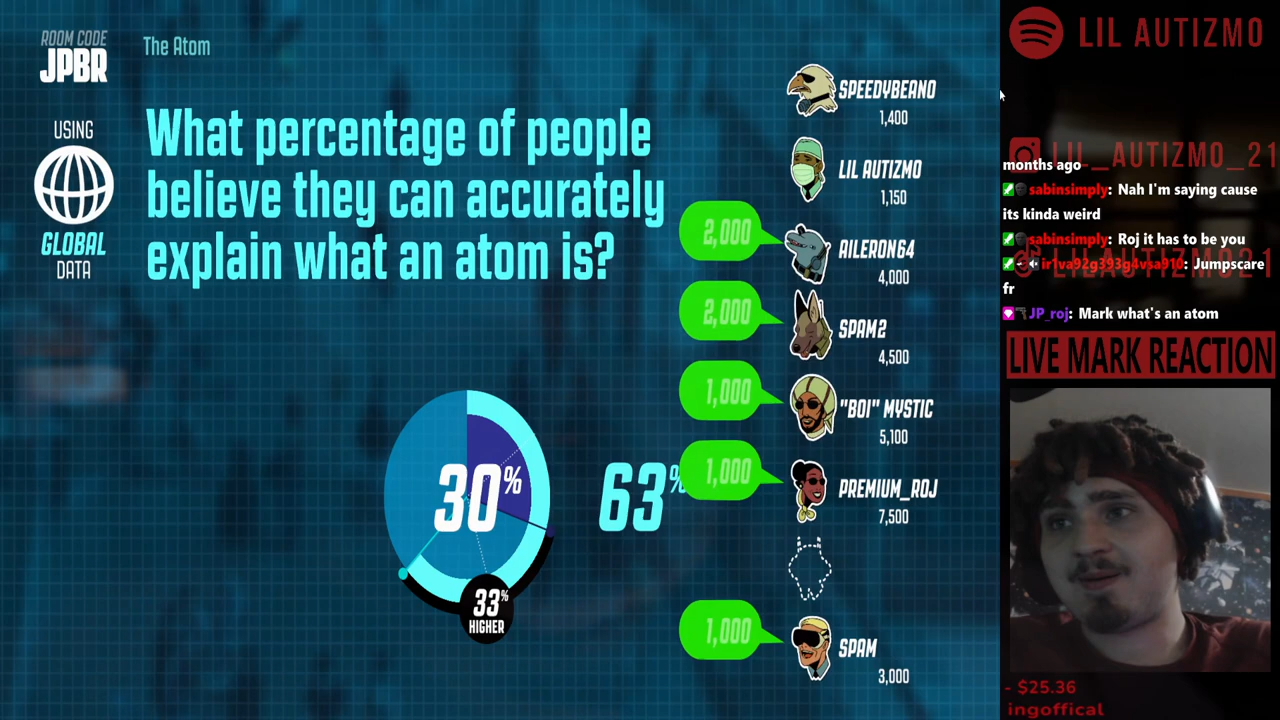 ROOM CODE
JPBR
The Atom
USING
GLOBAL
DATA
What percentage of people
believe they can accurately
explain what an atom is?
30%
63%
33%
HIGHER
SPEEDYBEANO
1,400
LIL AUTIZMO
1,150
2,000
AILERON64
4,000
2,000
SPAM2
4,500
1,000
"BOI" MYSTIC
5,100
1,000
PREMIUM_ROJ
7,500
1,000
SPAM
3,000
LIL AUTIZMO
LIL_AUTIZMO_21
months ago
sabinsimply: Nah I'm saying cause
its kinda weird
sabinsimply: Roj it has to be you
LILAUTIZMO21
ir1va92g393g4vsa910: Jumpscare
fr
JP_roj: Mark what's an atom
LIVE MARK REACTION
- $25.36
ingoffical